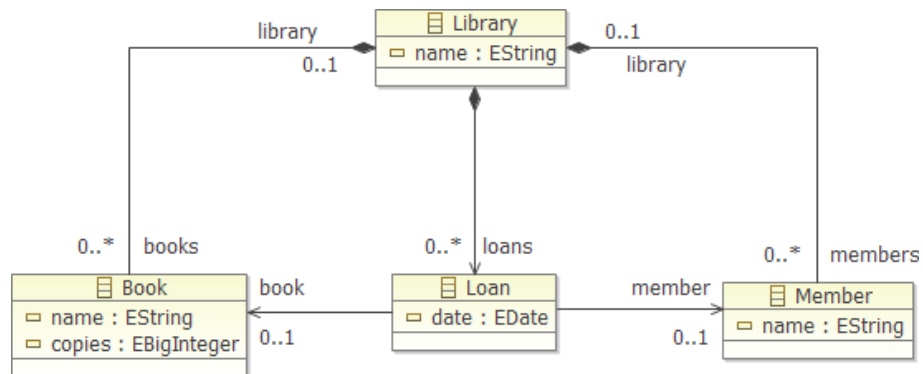 Library
name : EString
library
0..1
0..1
library
0..*
books
0..*
loans
0..*
members
Book
name : EString
copies : EBigInteger
book
0..1
Loan
date : EDate
member
0..1
Member
name : EString